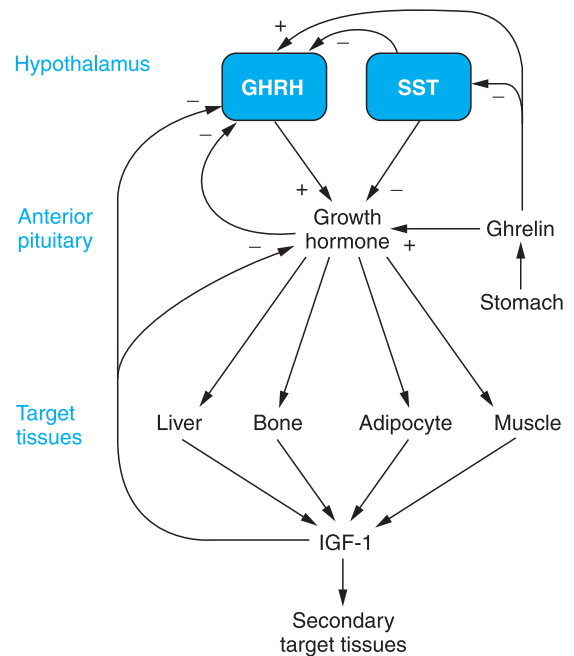 +
–
Hypothalamus
GHRH
SST
–
–
–
+
–
Anterior
pituitary
Growth
hormone
Ghrelin
+
–
Stomach
Target
tissues
Liver
Bone
Adipocyte
Muscle
IGF-1
Secondary
target tissues